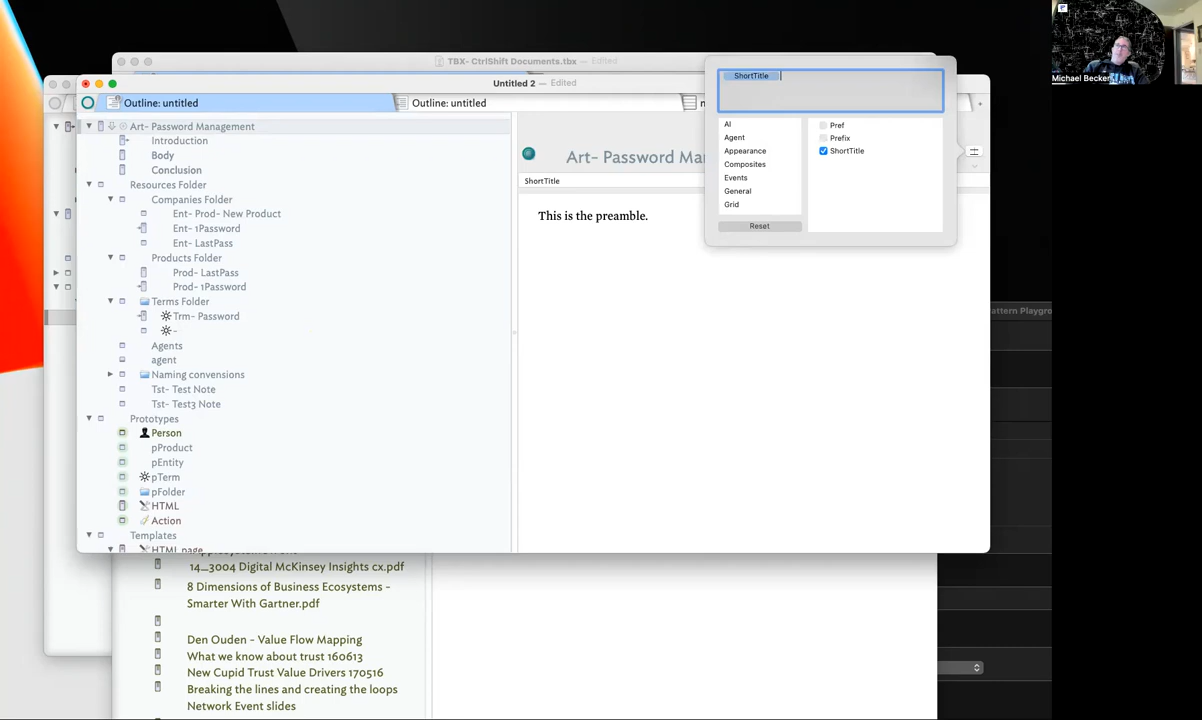 Michael Becker
TBX- CtrlShift Documents.tbx — Edited
Untitled 2 — Edited
Outline: untitled
Outline: untitled
ShortTitle
AI
Agent
Appearance
Composites
Events
General
Grid
Reset
Pref
Prefix
ShortTitle
Art- Password Management
Introduction
Body
Conclusion
Resources Folder
Companies Folder
Ent- Prod- New Product
Ent- 1Password
Ent- LastPass
Products Folder
Prod- LastPass
Prod- 1Password
Terms Folder
Trm- Password
-
Agents
agent
Naming convensions
Tst- Test Note
Tst- Test3 Note
Prototypes
Person
pProduct
pEntity
pTerm
pFolder
HTML
Action
Templates
HTML page
Art- Password Ma
ShortTitle
This is the preamble.
attern Playgro
14_3004 Digital McKinsey Insights cx.pdf
8 Dimensions of Business Ecosystems -
Smarter With Gartner.pdf
Den Ouden - Value Flow Mapping
What we know about trust 160613
New Cupid Trust Value Drivers 170516
Breaking the lines and creating the loops
Network Event slides